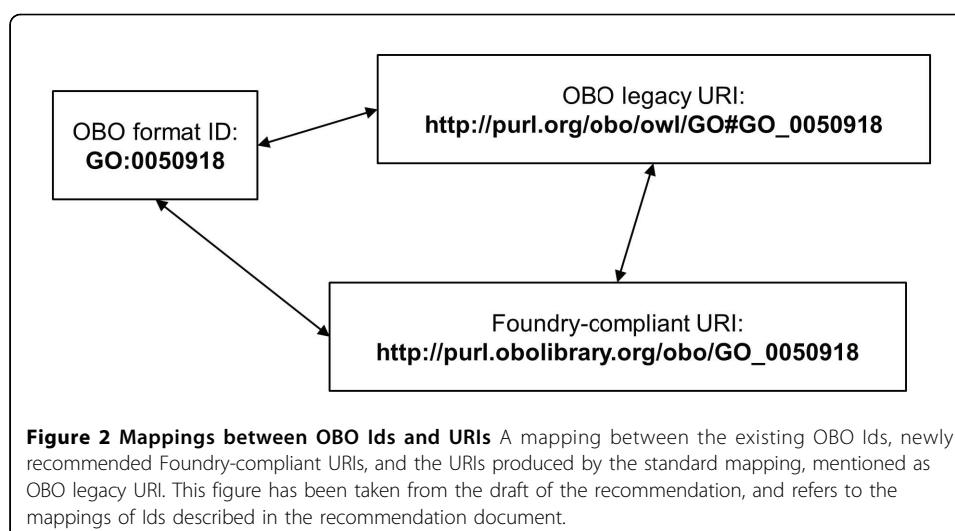 OBO format ID:
GO:0050918
OBO legacy URI:
http://purl.org/obo/owl/GO#GO_0050918
Foundry-compliant URI:
http://purl.obolibrary.org/obo/GO_0050918
Figure 2 Mappings between OBO Ids and URIs A mapping between the existing OBO Ids, newly
recommended Foundry-compliant URIs, and the URIs produced by the standard mapping, mentioned as
OBO legacy URI. This figure has been taken from the draft of the recommendation, and refers to the
mappings of Ids described in the recommendation document.